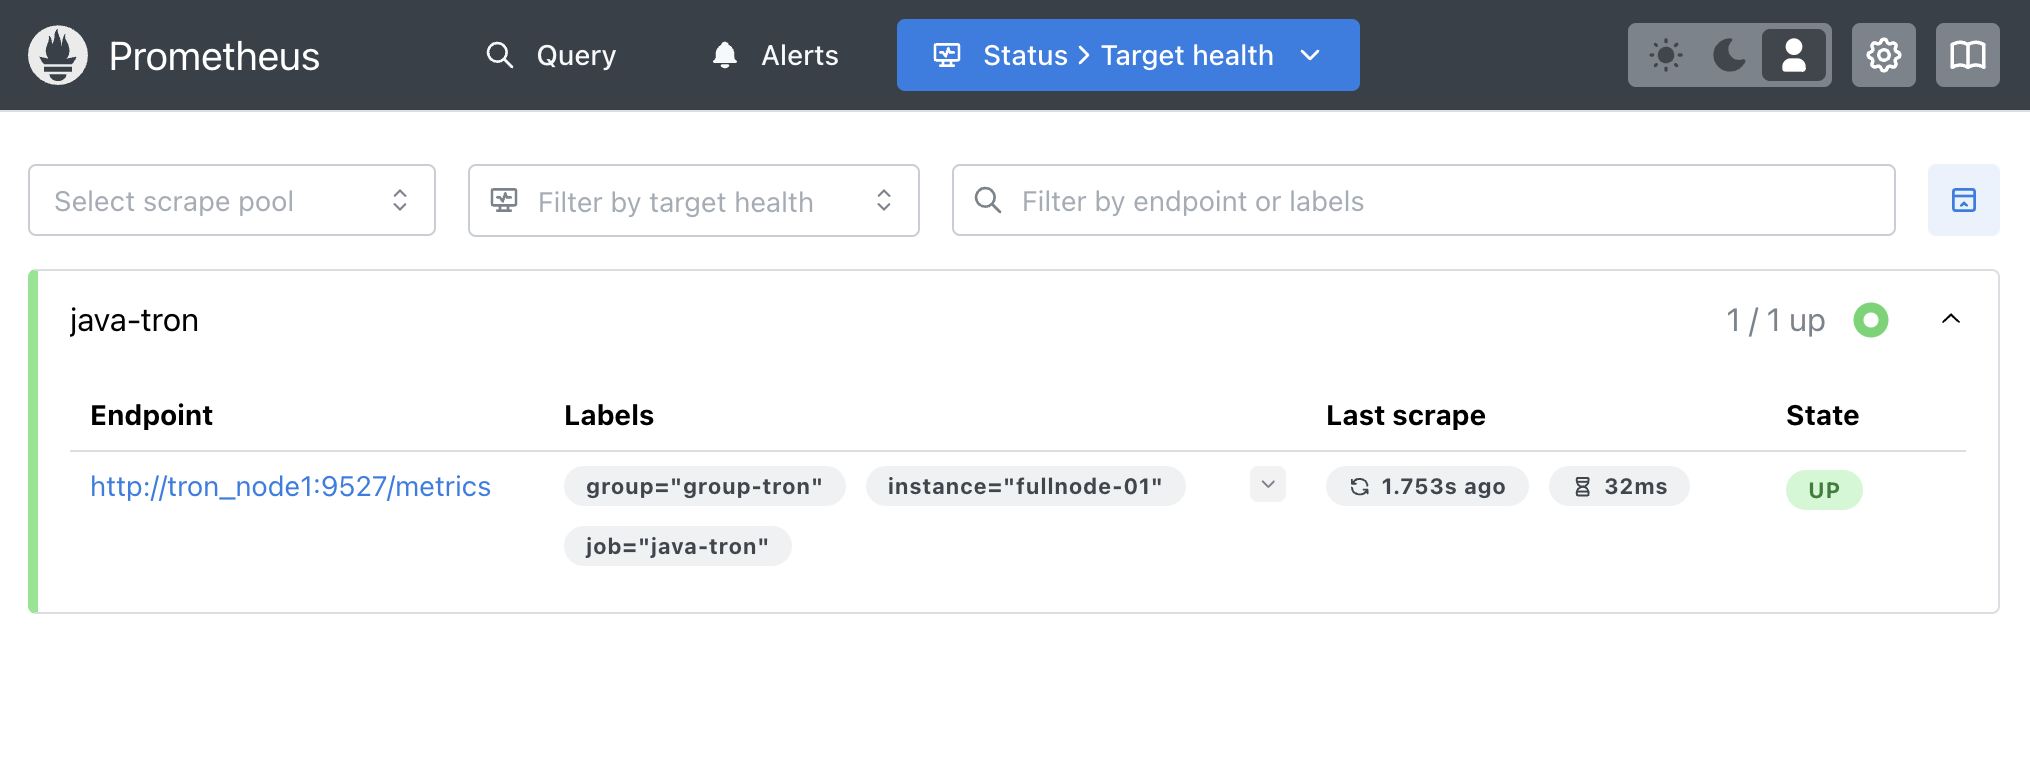 Prometheus
Query
Alerts
Status > Target health
Select scrape pool
Filter by target health
Filter by endpoint or labels
java-tron
1 / 1 up
Endpoint
Labels
Last scrape
State
http://tron_node1:9527/metrics
group="group-tron"
instance="fullnode-01"
1.753s ago
32ms
UP
job="java-tron"